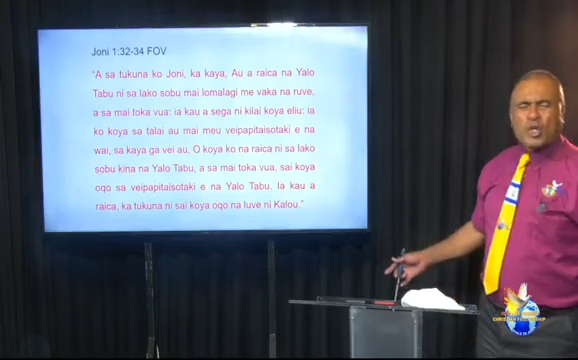 Joni 1:32-34 FOV
"A sa tukuna ko Joni, ka kaya, Au a raica na Yalo
Tabu ni sa lako sobu mai lomalagi me vaka na ruve,
a sa mai toka vua: ia kau a sega ni kilai koya eliu: ia
ko koya sa talai au mai meu veipapitaisotaki e na
wai, sa kaya ga vei au, O koya ko na raica ni sa lako
sobu kina na Yalo Tabu, a sa mai toka vua, sai koya
oqo sa veipapitaisotaki e na Yalo Tabu. Ia kau a
raica, ka tukuna ni sai koya oqo na luve ni Kalou."
CHRISTIAN FELLOWSHIP